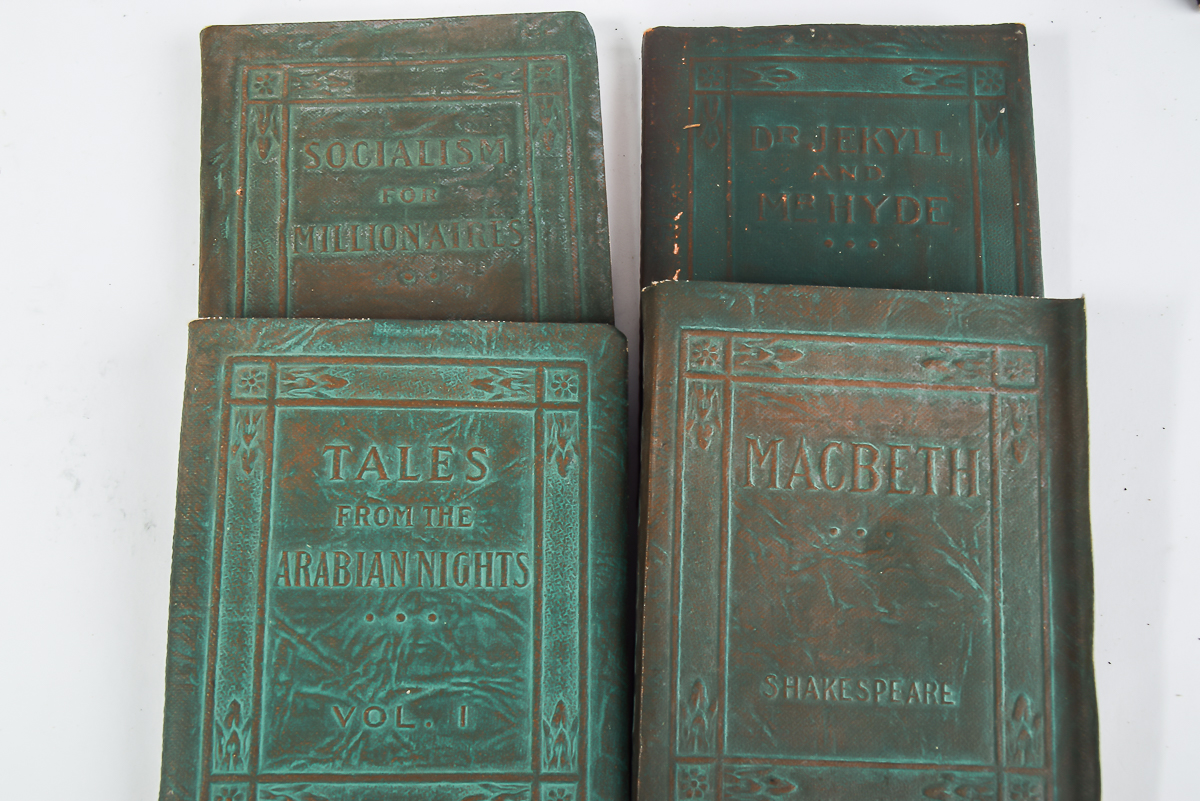 SOCIALISM
FOR
MILLIONAIRES
DR. JEKYLL
AND
MR. HYDE
TALES
FROM THE
ARABIAN NIGHTS
VOL. I
MACBETH
SHAKESPEARE